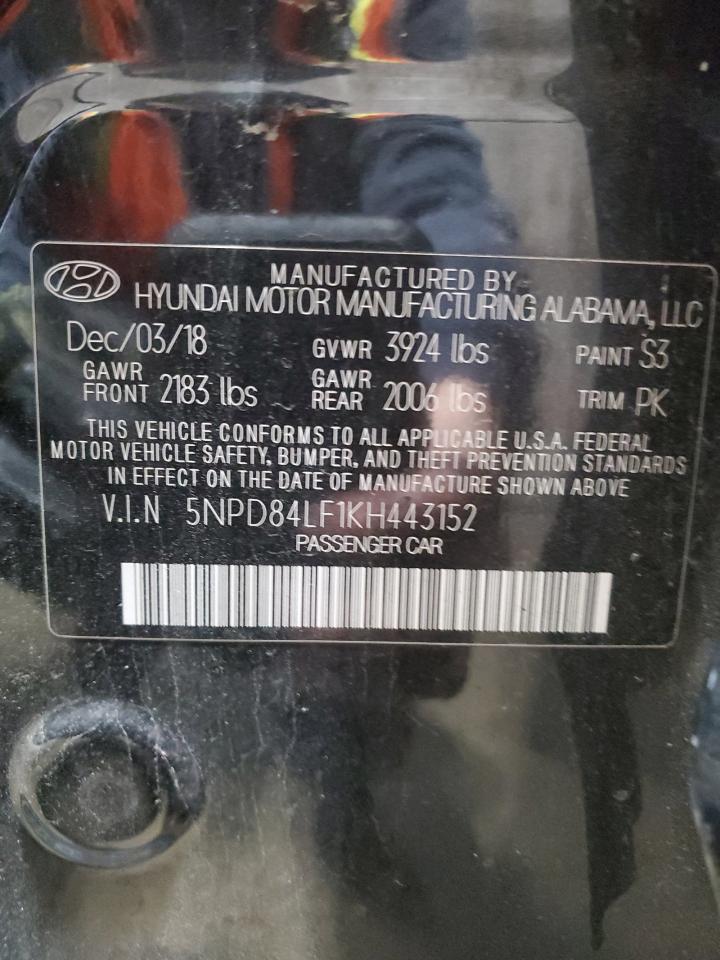 MANUFACTURED BY
HYUNDAI MOTOR MANUFACTURING ALABAMA, LLC
Dec/03/18 GVWR 3924 lbs PAINT S3
GAWR FRONT 2183 lbs GAWR REAR 2006 lbs TRIM PK
THIS VEHICLE CONFORMS TO ALL APPLICABLE U.S.A. FEDERAL
MOTOR VEHICLE SAFETY, BUMPER, AND THEFT PREVENTION STANDARDS
IN EFFECT ON THE DATE OF MANUFACTURE SHOWN ABOVE
V.I.N 5NPD84LF1KH443152
PASSENGER CAR